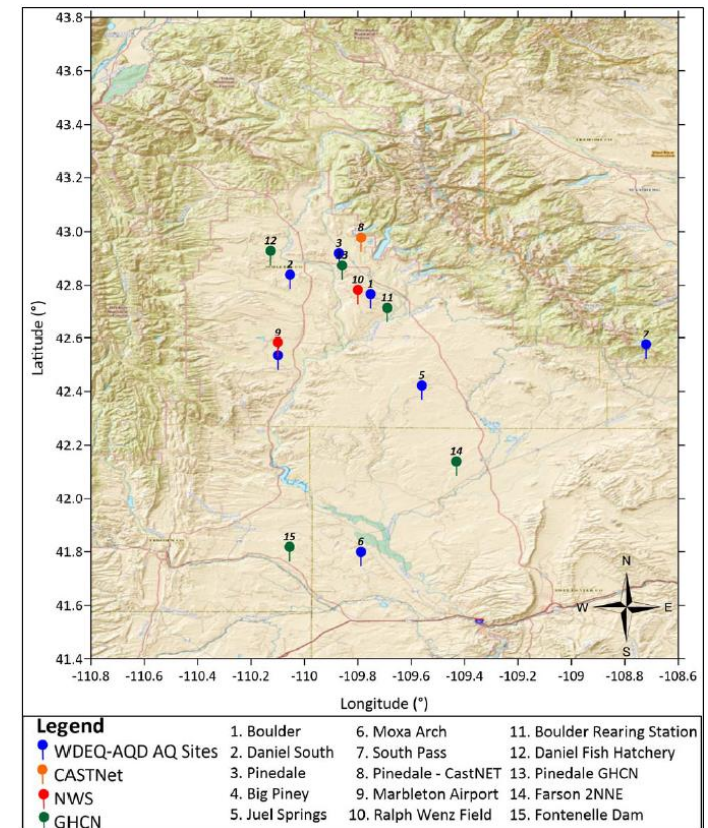 43.8
43.6
43.4
43.2
43.0
42.8
42.6
42.4
42.2
42.0
41.8
41.6
41.4
Latitude (°)
12
2
3
13
8
10
1
11
9
7
5
14
15
6
N
W E
S
-110.8 -110.6 -110.4 -110.2 -110 -109.8 -109.6 -109.4 -109.2 -109 -108.8 -108.6
Longitude (°)
Legend
WDEQ-AQD AQ Sites
CASTNet
NWS
GHCN
1. Boulder
2. Daniel South
3. Pinedale
4. Big Piney
5. Juel Springs
6. Moxa Arch
7. South Pass
8. Pinedale - CastNET
9. Marbleton Airport
10. Ralph Wenz Field
11. Boulder Rearing Station
12. Daniel Fish Hatchery
13. Pinedale GHCN
14. Farson 2NNE
15. Fontenelle Dam